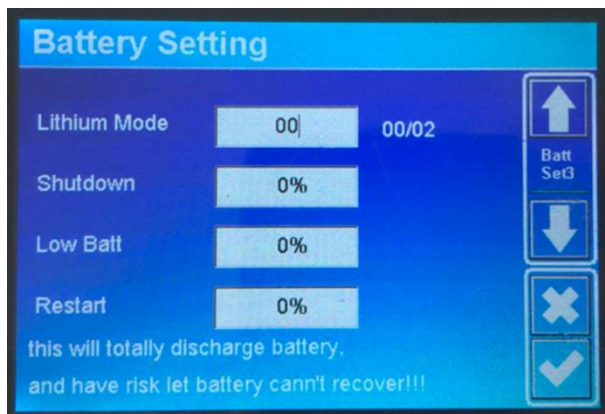 Battery Setting
Lithium Mode 00 00/02
Batt
Set3
Shutdown 0%
Low Batt 0%
Restart 0%
this will totally discharge battery,
and have risk let battery cann't recover!!!